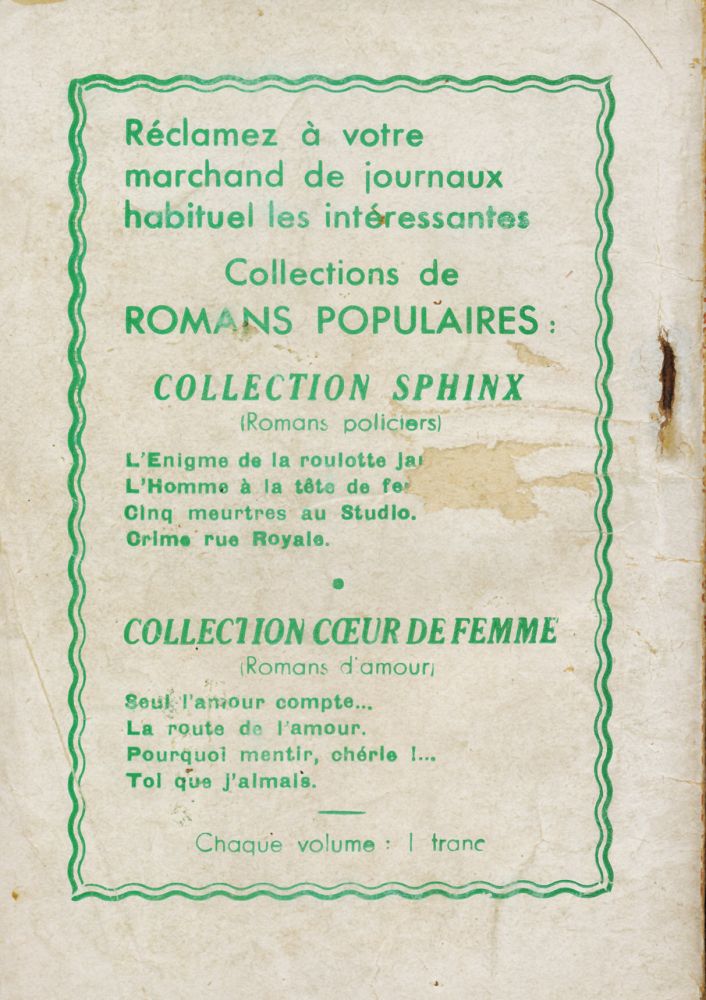 Réclamez à votre
marchand de journaux
habituel les intéressantes
Collections de
ROMANS POPULAIRES :
COLLECTION SPHINX
(Romans policiers)
L'Enigme de la roulotte
L'Homme à la tête de
Cinq meurtres au Studio.
Crime rue Royale.
COLLECTION CŒUR DE FEMME
(Romans d'amour)
Seul l'amour compte...
La route de l'amour.
Pourquoi mentir, chérie !...
Toi que j'aimais.
Chaque volume : 1 franc